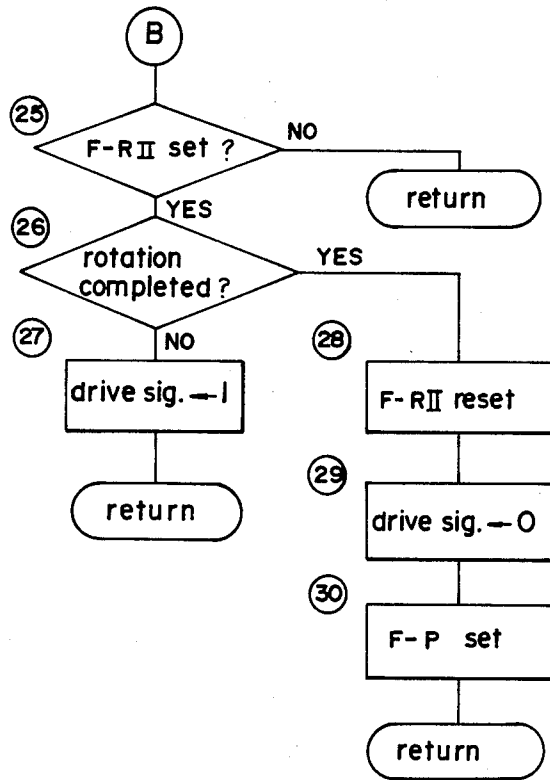 B
25
F-RII set ?
NO
return
YES
26
rotation
completed ?
YES
NO
27
drive sig. ← 1
return
28
F-RII reset
29
drive sig. ← 0
30
F-P set
return